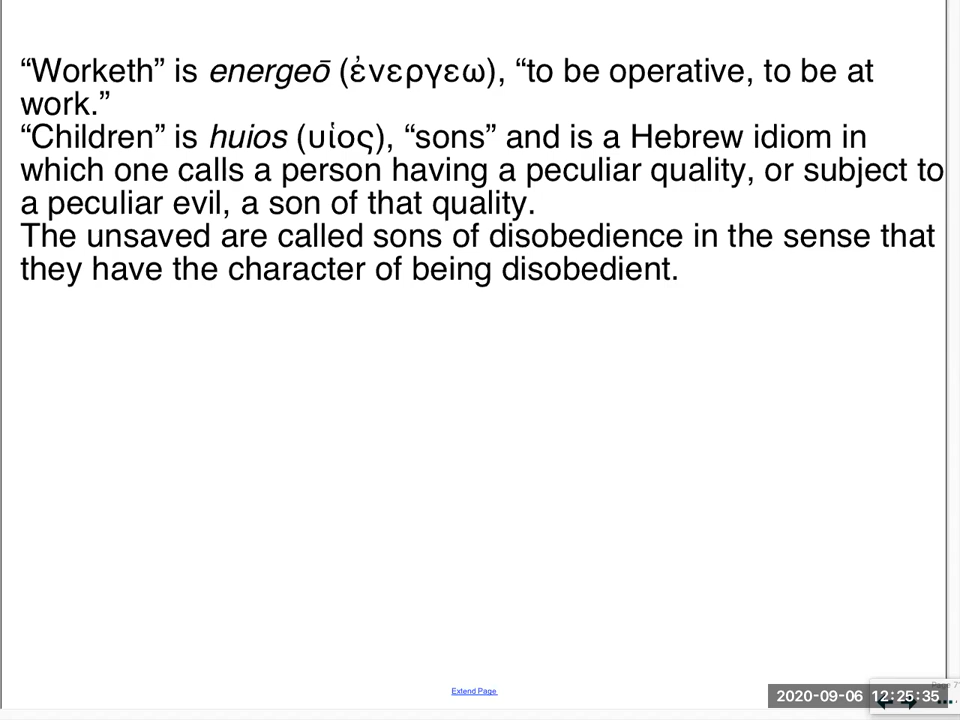 “Worketh” is energeō (ἐνεργεω), “to be operative, to be at
work.”
“Children” is huios (υἱος), “sons” and is a Hebrew idiom in
which one calls a person having a peculiar quality, or subject to
a peculiar evil, a son of that quality.
The unsaved are called sons of disobedience in the sense that
they have the character of being disobedient.
Extend Page
2020-09-06 12:25:35